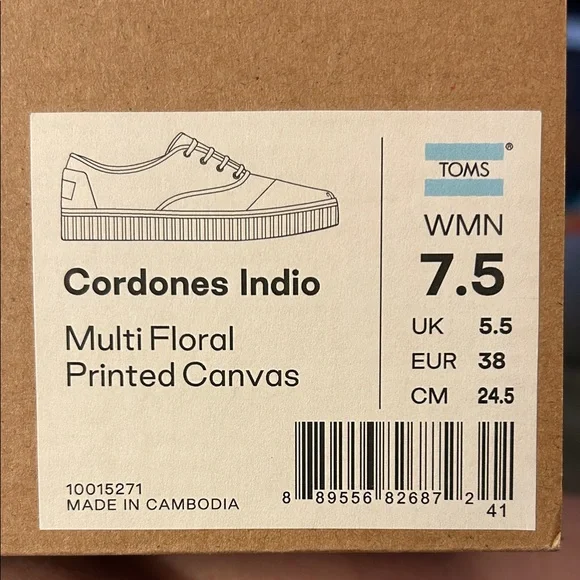 Cordones Indio
Multi Floral
Printed Canvas
10015271
MADE IN CAMBODIA
TOMS®
WMN
7.5
UK 5.5
EUR 38
CM 24.5
8 89556 82687 2
41